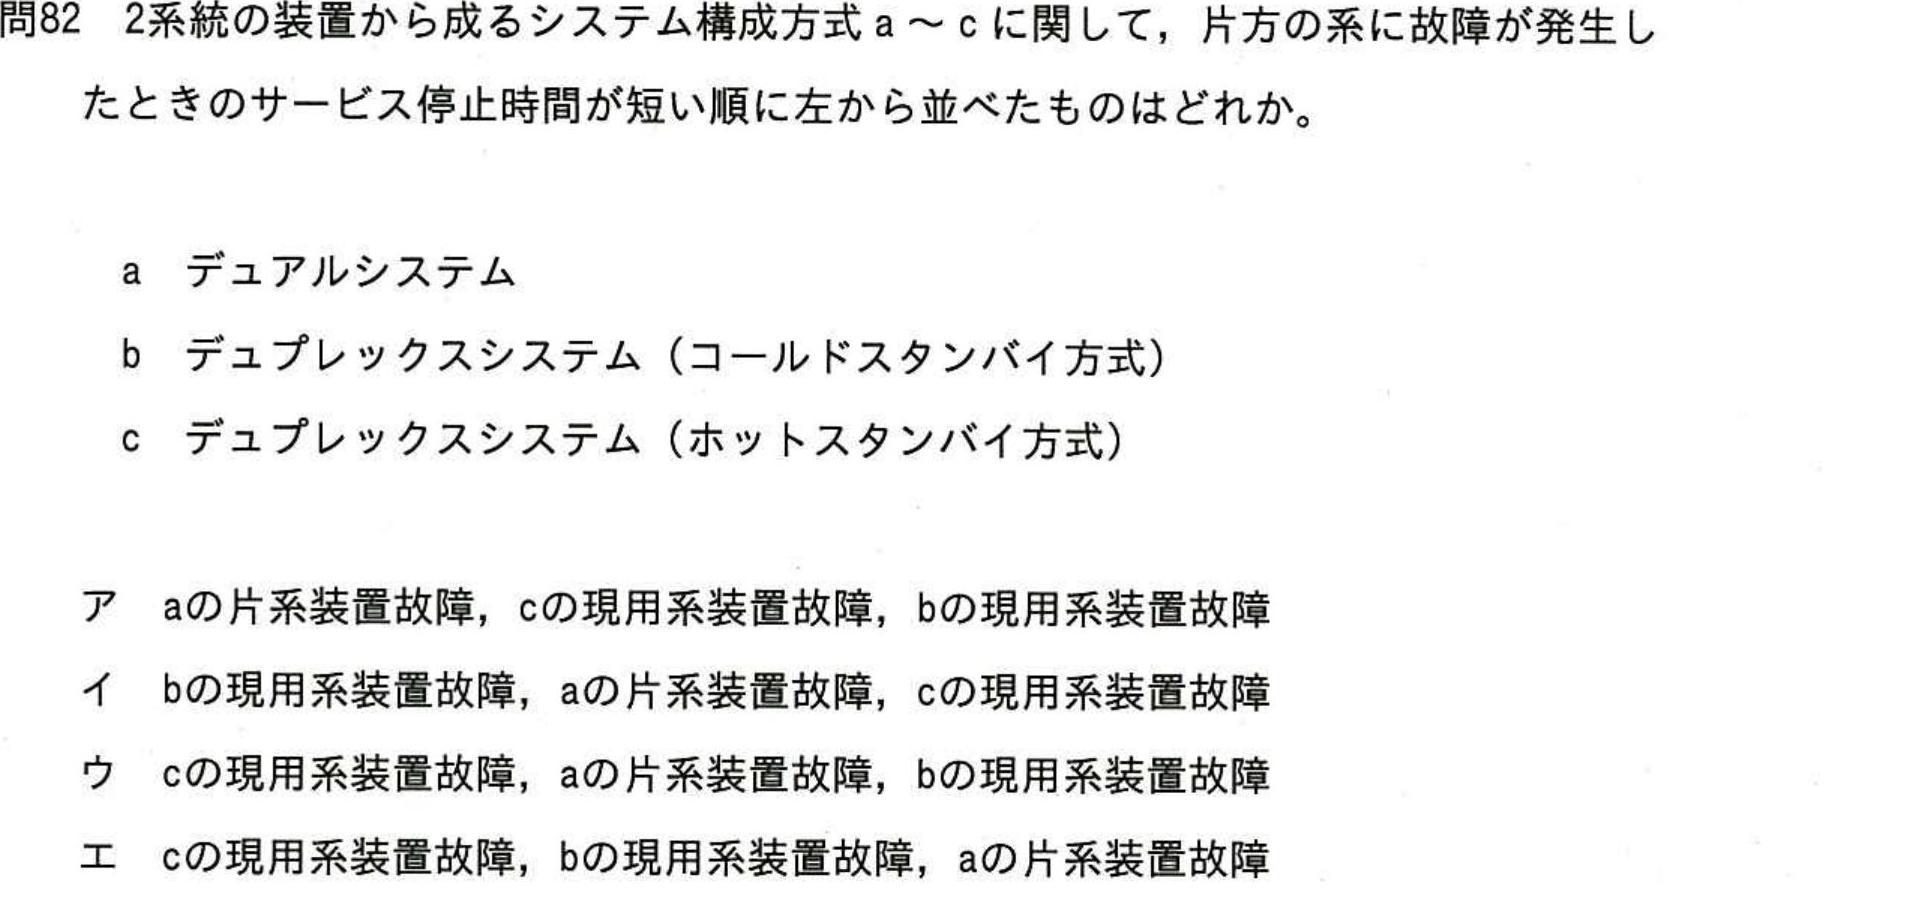 問82 2系統の装置から成るシステム構成方式 a ～ c に関して，片方の系に故障が発生し
たときのサービス停止時間が短い順に左から並べたものはどれか。
a デュアルシステム
b デュプレックスシステム（コールドスタンバイ方式）
c デュプレックスシステム（ホットスタンバイ方式）
ア aの片系装置故障，cの現用系装置故障，bの現用系装置故障
イ bの現用系装置故障，aの片系装置故障，cの現用系装置故障
ウ cの現用系装置故障，aの片系装置故障，bの現用系装置故障
エ cの現用系装置故障，bの現用系装置故障，aの片系装置故障